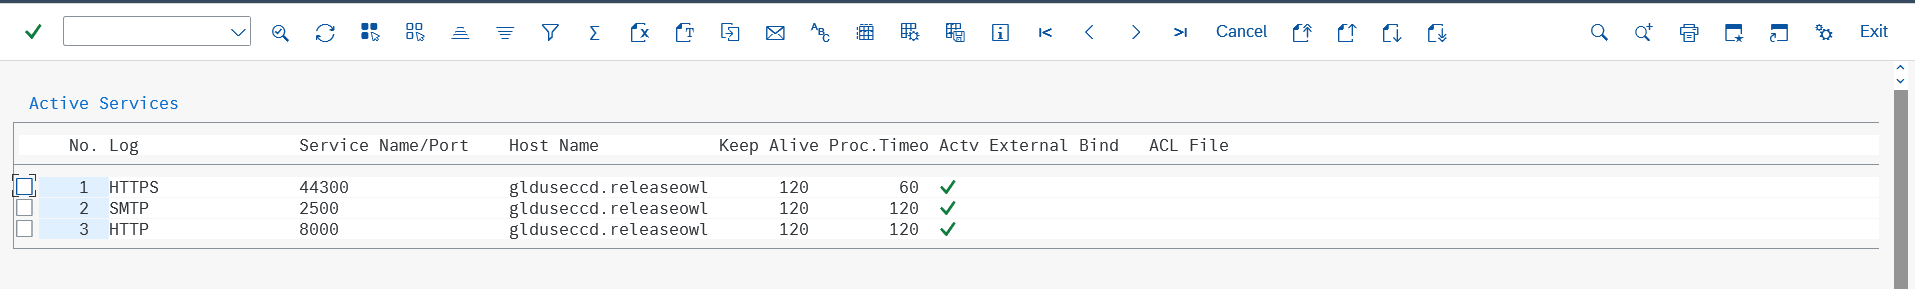 Cancel Exit
Active Services
No. Log Service Name/Port Host Name Keep Alive Proc.Timeo Actv External Bind ACL File
1 HTTPS 44300 glduseccd.releaseowl 120 60
2 SMTP 2500 glduseccd.releaseowl 120 120
3 HTTP 8000 glduseccd.releaseowl 120 120